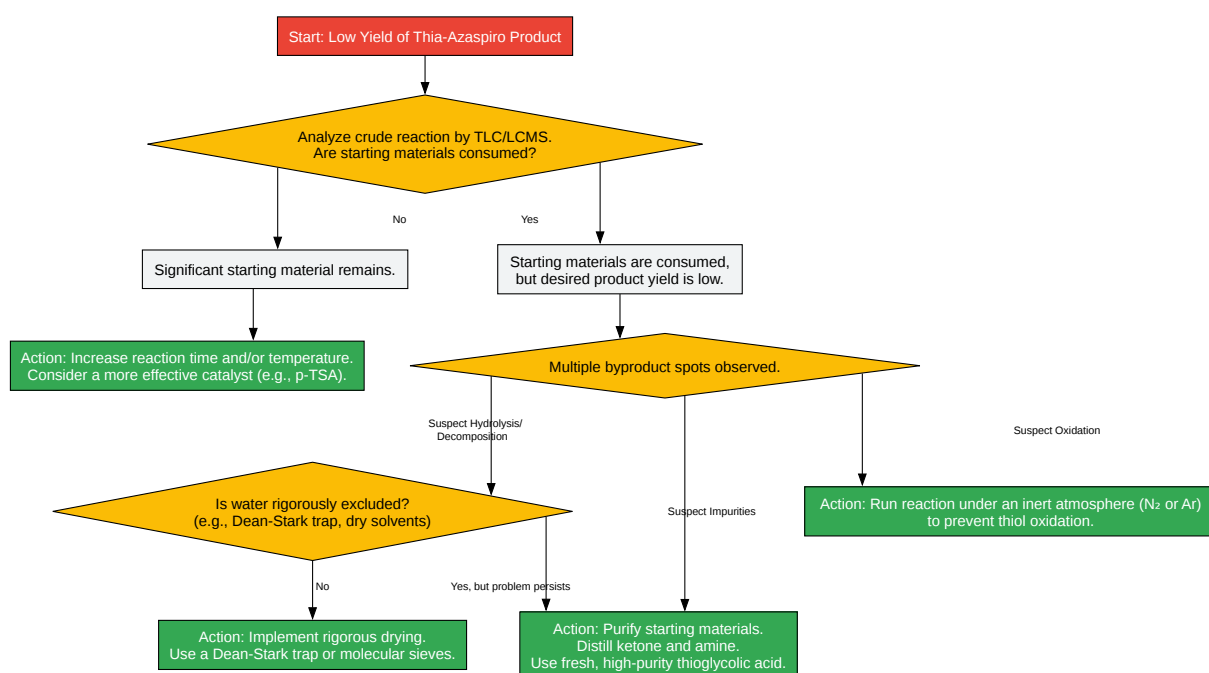 Start: Low Yield of Thia-Azaspiro Product
Analyze crude reaction by TLC/LCMS.
Are starting materials consumed?
No
Yes
Significant starting material remains.
Starting materials are consumed,
but desired product yield is low.
Action: Increase reaction time and/or temperature.
Consider a more effective catalyst (e.g., p-TSA).
Multiple byproduct spots observed.
Suspect Hydrolysis/
Decomposition
Suspect Oxidation
Is water rigorously excluded?
(e.g., Dean-Stark trap, dry solvents)
Suspect Impurities
Action: Run reaction under an inert atmosphere (N₂ or Ar)
to prevent thiol oxidation.
No
Yes, but problem persists
Action: Implement rigorous drying.
Use a Dean-Stark trap or molecular sieves.
Action: Purify starting materials.
Distill ketone and amine.
Use fresh, high-purity thioglycolic acid.